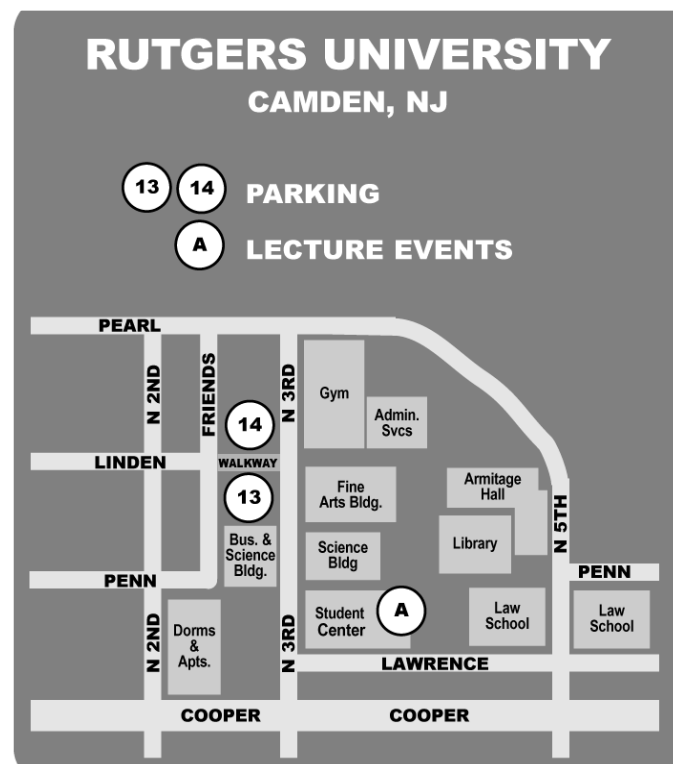 RUTGERS UNIVERSITY
CAMDEN, NJ
13 14 PARKING
A LECTURE EVENTS
PEARL
N 2ND
FRIENDS
N 3RD
Gym
Admin.
Svcs
14
LINDEN
WALKWAY
13
Fine
Arts Bldg.
Armitage
Hall
N 5TH
Bus. &
Science
Bldg.
Science
Bldg
Library
PENN
PENN
N 2ND
Dorms
&
Apts.
N 3RD
Student
Center
A
Law
School
Law
School
LAWRENCE
COOPER
COOPER